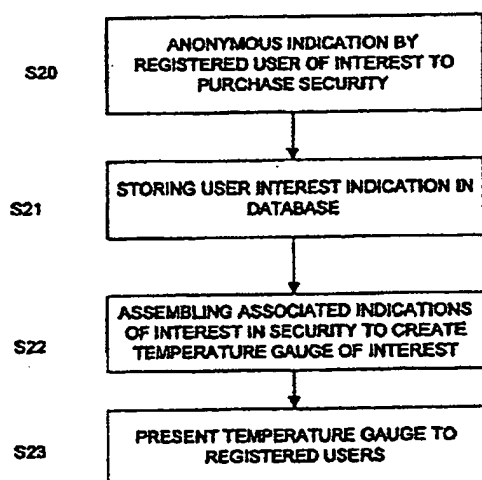 S20
ANONYMOUS INDICATION BY
REGISTERED USER OF INTEREST TO
PURCHASE SECURITY
S21
STORING USER INTEREST INDICATION IN
DATABASE
S22
ASSEMBLING ASSOCIATED INDICATIONS
OF INTEREST IN SECURITY TO CREATE
TEMPERATURE GAUGE OF INTEREST
S23
PRESENT TEMPERATURE GAUGE TO
REGISTERED USERS